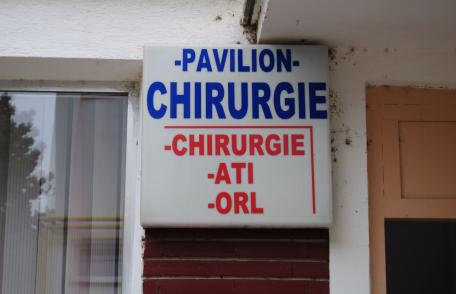 -PAVILION-
CHIRURGIE
-CHIRURGIE
-ATI
-ORL